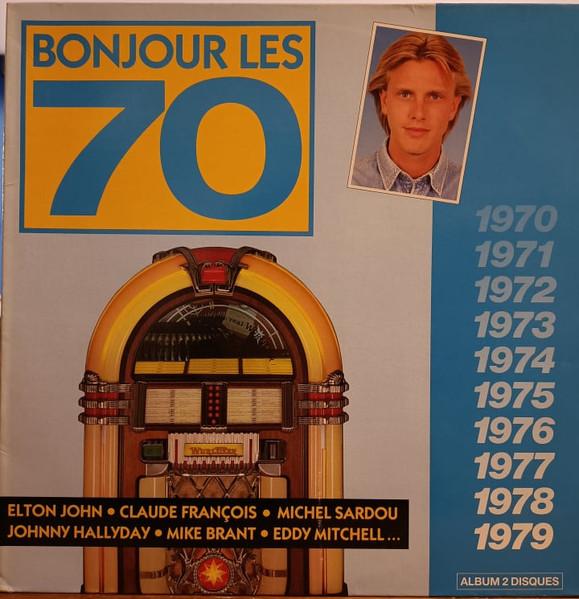 BONJOUR LES
70
1970
1971
1972
1973
1974
1975
1976
1977
1978
1979
WURLITZER
ELTON JOHN • CLAUDE FRANÇOIS • MICHEL SARDOU
JOHNNY HALLYDAY • MIKE BRANT • EDDY MITCHELL...
ALBUM 2 DISQUES